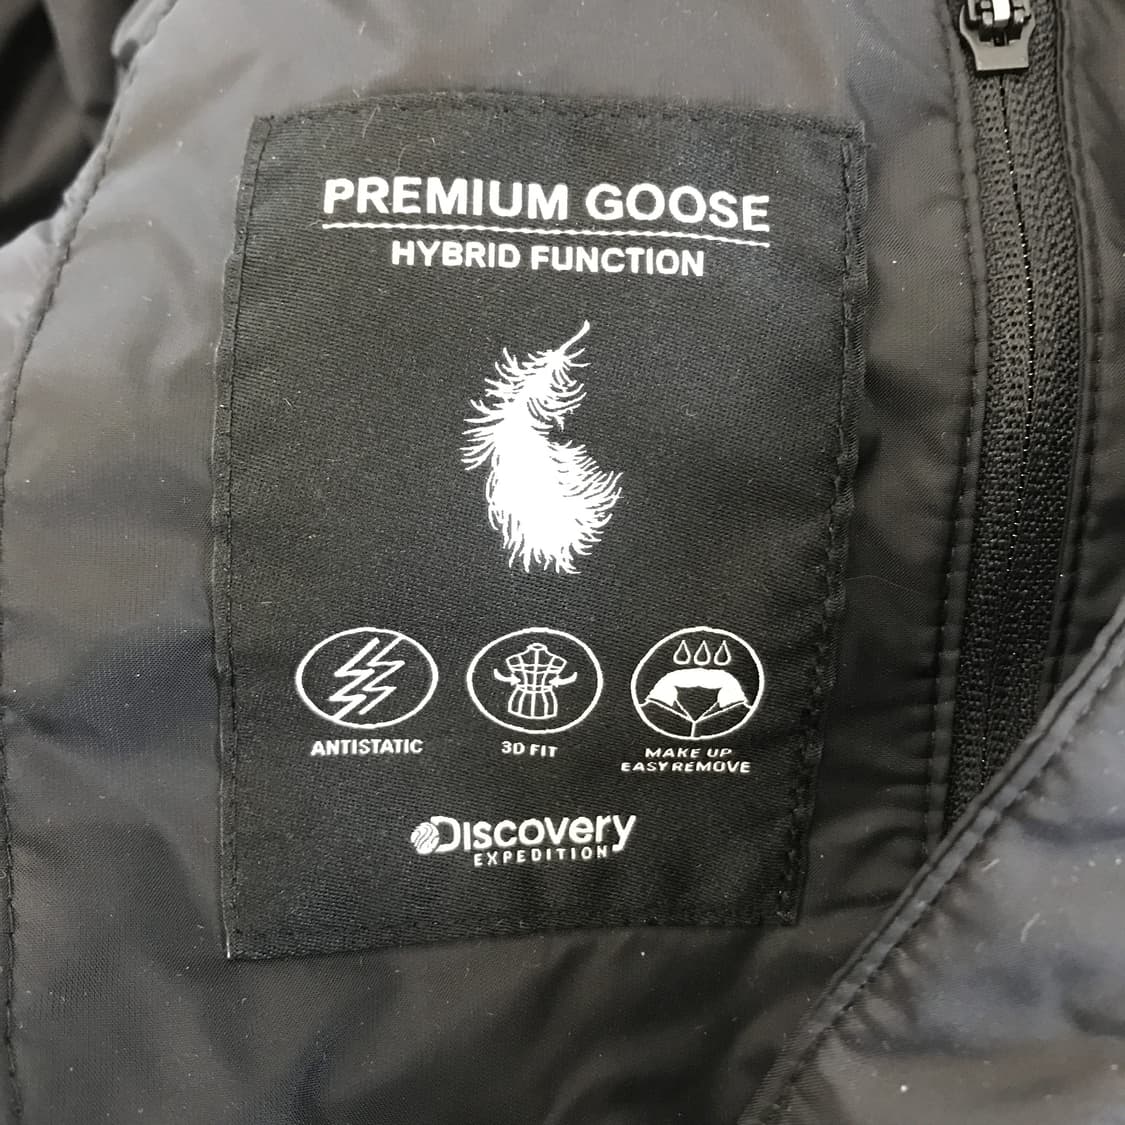 PREMIUM GOOSE
HYBRID FUNCTION
ANTISTATIC
3D FIT
MAKE UP
EASY REMOVE
Discovery
EXPEDITION